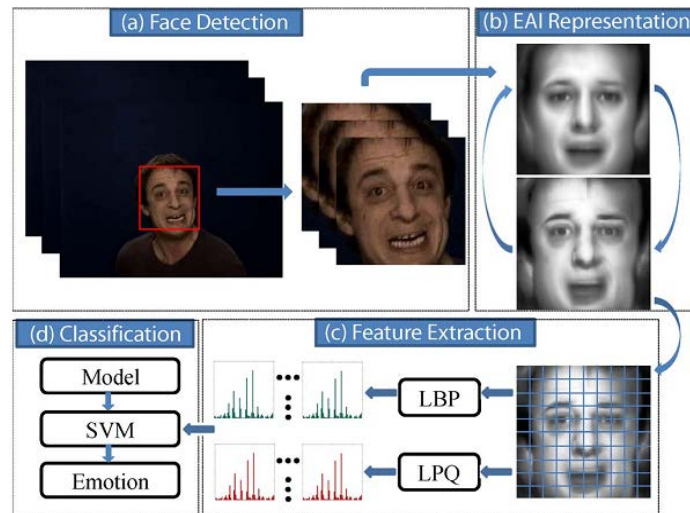 (a) Face Detection
(b) EAI Representation
(c) Feature Extraction
LBP
LPQ
(d) Classification
Model
SVM
Emotion